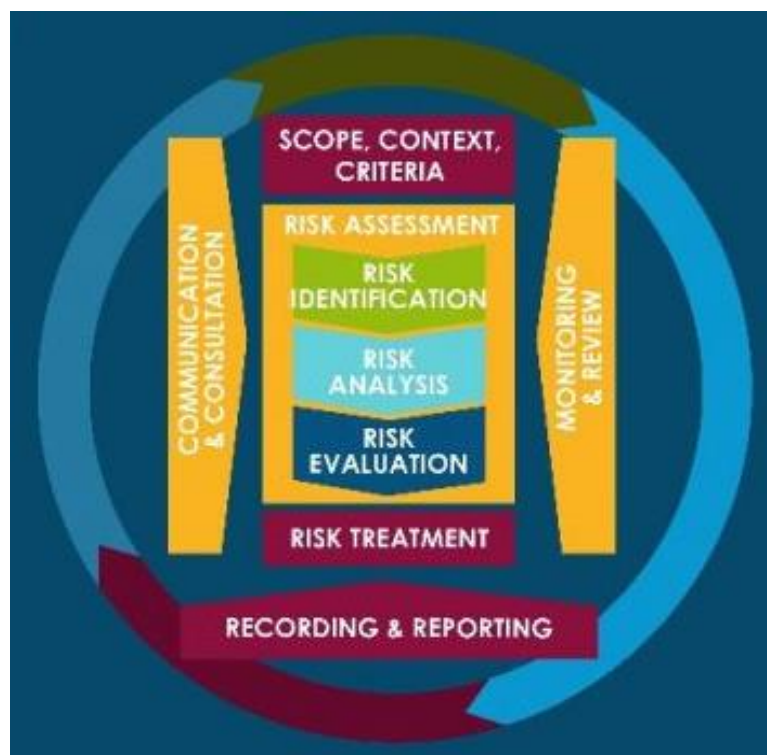 SCOPE, CONTEXT,
CRITERIA
RISK ASSESSMENT
RISK
IDENTIFICATION
RISK
ANALYSIS
RISK
EVALUATION
RISK TREATMENT
COMMUNICATION
& CONSULTATION
MONITORING
& REVIEW
RECORDING & REPORTING